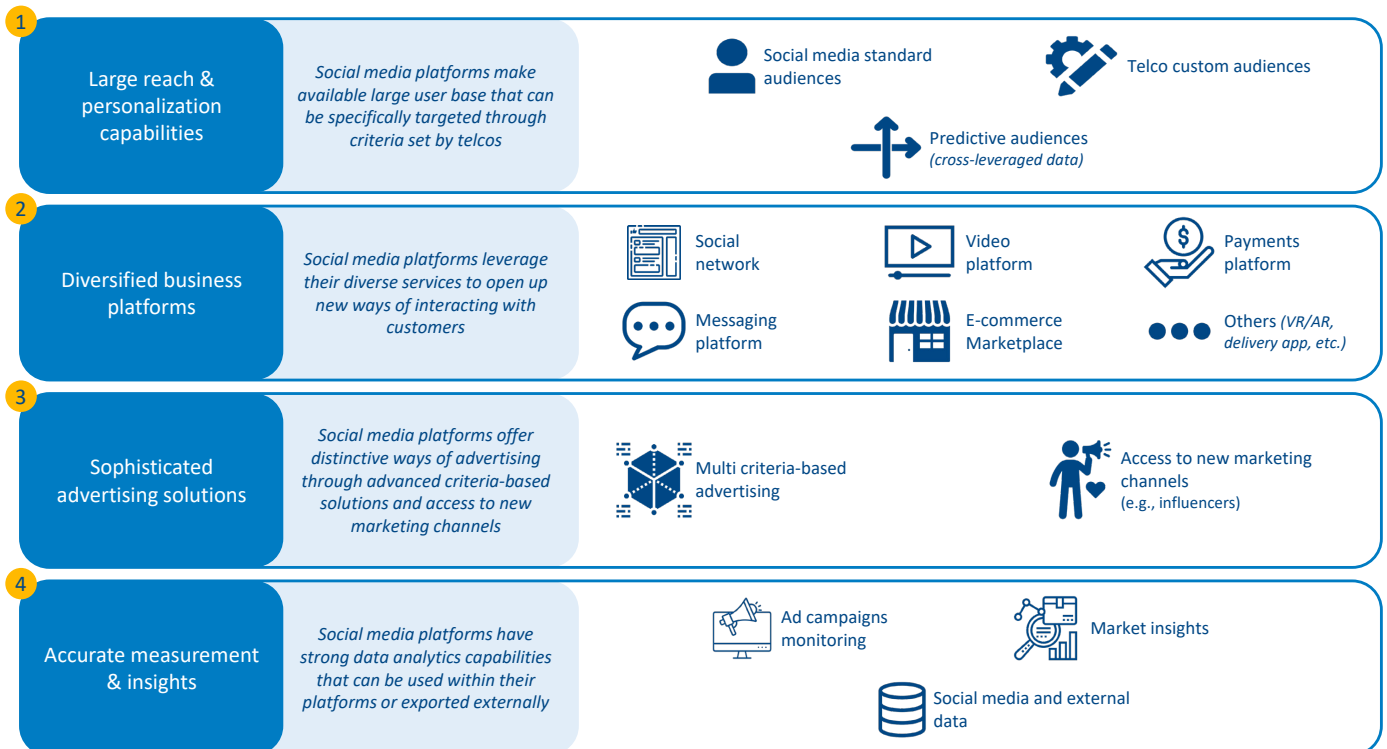 1
Large reach &
personalization
capabilities
Social media platforms make
available large user base that can
be specifically targeted through
criteria set by telcos
Social media standard
audiences
Telco custom audiences
Predictive audiences
(cross-leveraged data)
2
Diversified business
platforms
Social media platforms leverage
their diverse services to open up
new ways of interacting with
customers
Social
network
Video
platform
$
Payments
platform
Messaging
platform
E-commerce
Marketplace
Others (VR/AR,
delivery app, etc.)
3
Sophisticated
advertising solutions
Social media platforms offer
distinctive ways of advertising
through advanced criteria-based
solutions and access to new
marketing channels
Multi criteria-based
advertising
Access to new marketing
channels
(e.g., influencers)
4
Accurate measurement
& insights
Social media platforms have
strong data analytics capabilities
that can be used within their
platforms or exported externally
Ad campaigns
monitoring
Market insights
Social media and external
data